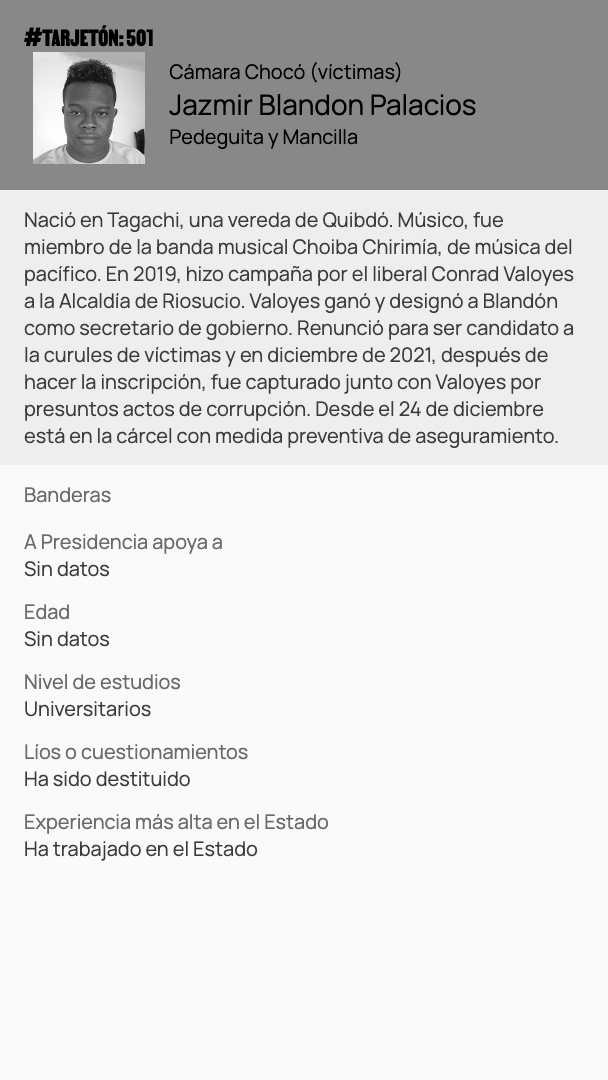 #TARJETÓN: 501
Cámara Chocó (víctimas)
Jazmir Blandon Palacios
Pedeguita y Mancilla
Nació en Tagachi, una vereda de Quibdó. Músico, fue
miembro de la banda musical Choiba Chirimía, de música del
pacífico. En 2019, hizo campaña por el liberal Conrad Valoyes
a la Alcaldía de Riosucio. Valoyes ganó y designó a Blandón
como secretario de gobierno. Renunció para ser candidato a
la curules de víctimas y en diciembre de 2021, después de
hacer la inscripción, fue capturado junto con Valoyes por
presuntos actos de corrupción. Desde el 24 de diciembre
está en la cárcel con medida preventiva de aseguramiento.
Banderas
A Presidencia apoya a
Sin datos
Edad
Sin datos
Nivel de estudios
Universitarios
Líos o cuestionamientos
Ha sido destituido
Experiencia más alta en el Estado
Ha trabajado en el Estado